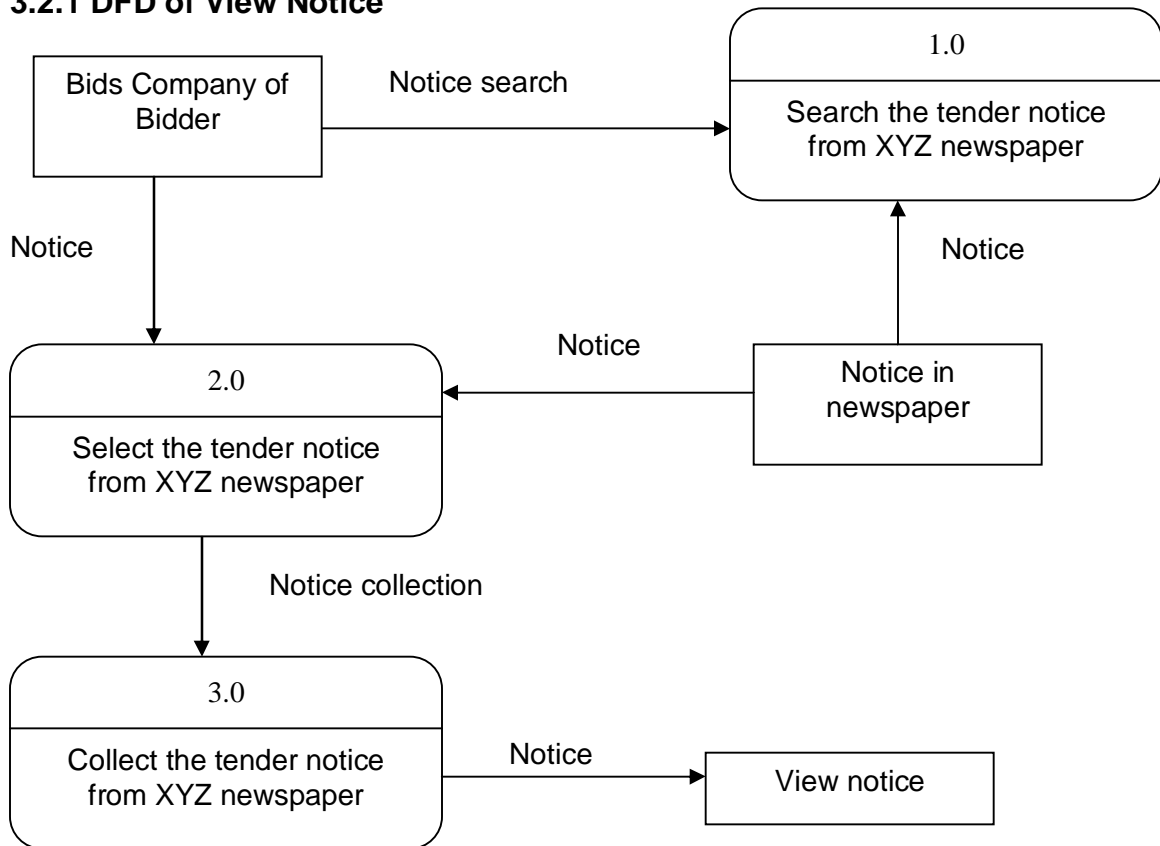 3.2.1 DFD of View Notice
Bids Company of
Bidder
Notice search
1.0
Search the tender notice
from XYZ newspaper
Notice
Notice
2.0
Select the tender notice
from XYZ newspaper
Notice
Notice in
newspaper
Notice collection
3.0
Collect the tender notice
from XYZ newspaper
Notice
View notice